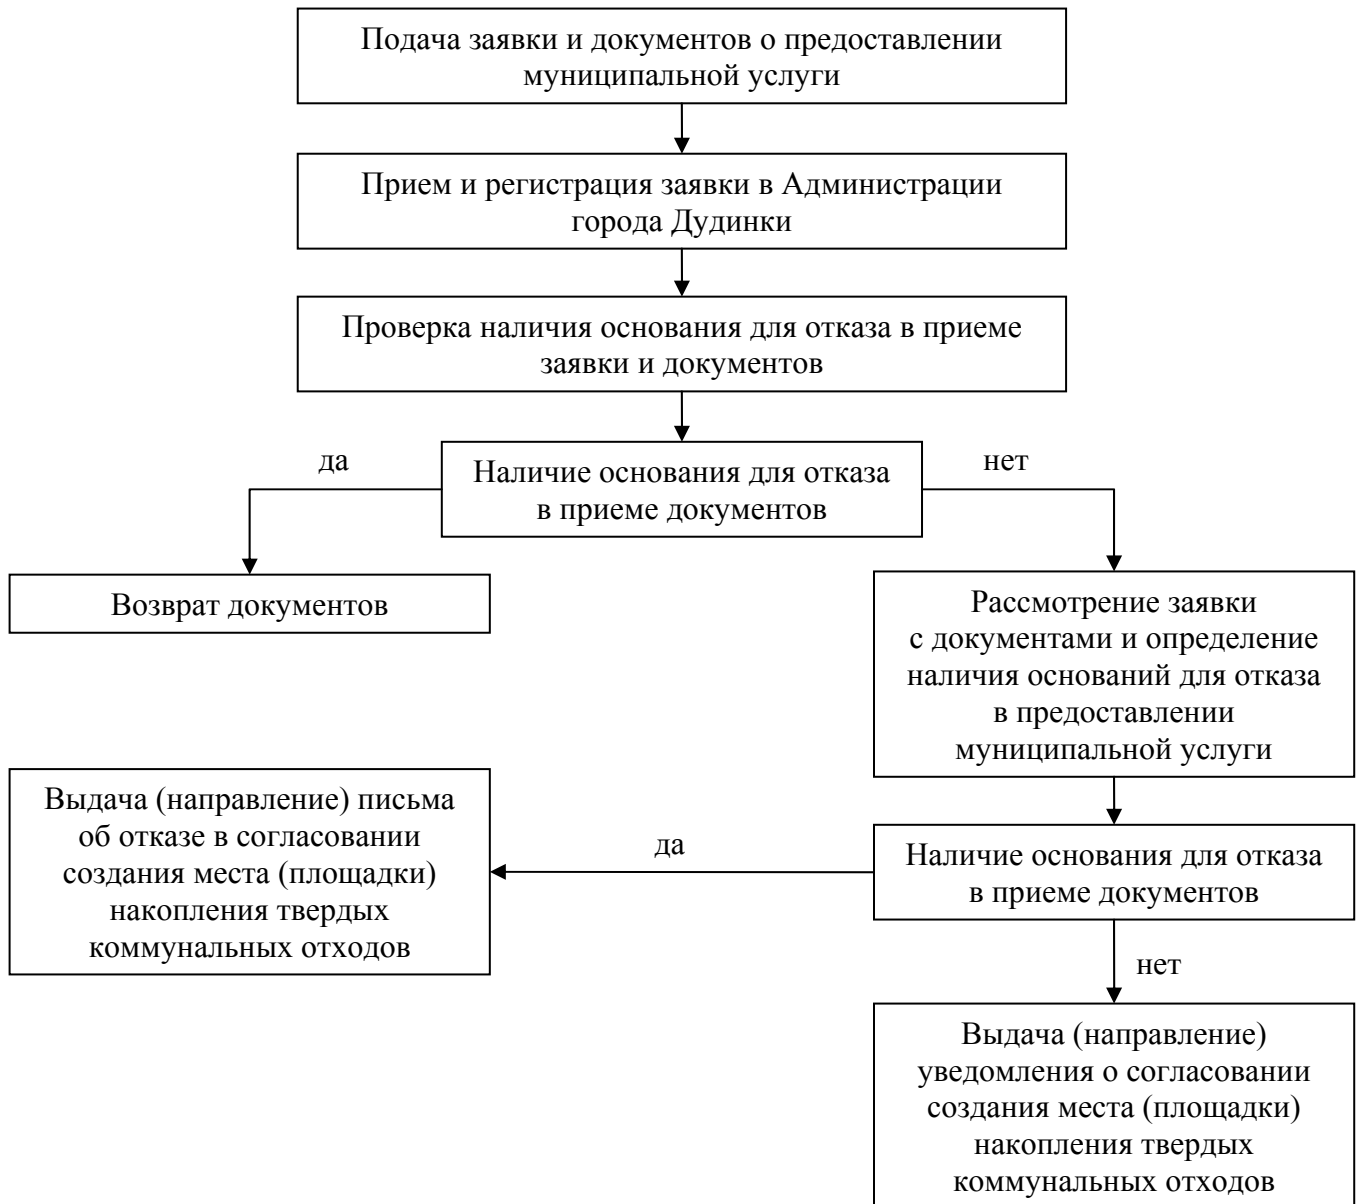 Подача заявки и документов о предоставлении
муниципальной услуги
Прием и регистрация заявки в Администрации
города Дудинки
Проверка наличия основания для отказа в приеме
заявки и документов
да
Наличие основания для отказа
в приеме документов
нет
Возврат документов
Рассмотрение заявки
с документами и определение
наличия оснований для отказа
в предоставлении
муниципальной услуги
Выдача (направление) письма
об отказе в согласовании
создания места (площадки)
накопления твердых
коммунальных отходов
да
Наличие основания для отказа
в приеме документов
нет
Выдача (направление)
уведомления о согласовании
создания места (площадки)
накопления твердых
коммунальных отходов